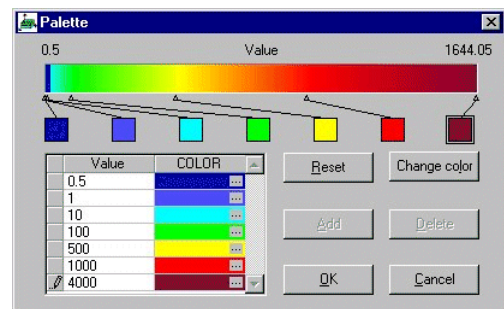 Palette
0.5 Value 1644.05
Value COLOR
0.5
1
10
100
500
1000
4000
Reset Change color
Add Delete
OK Cancel